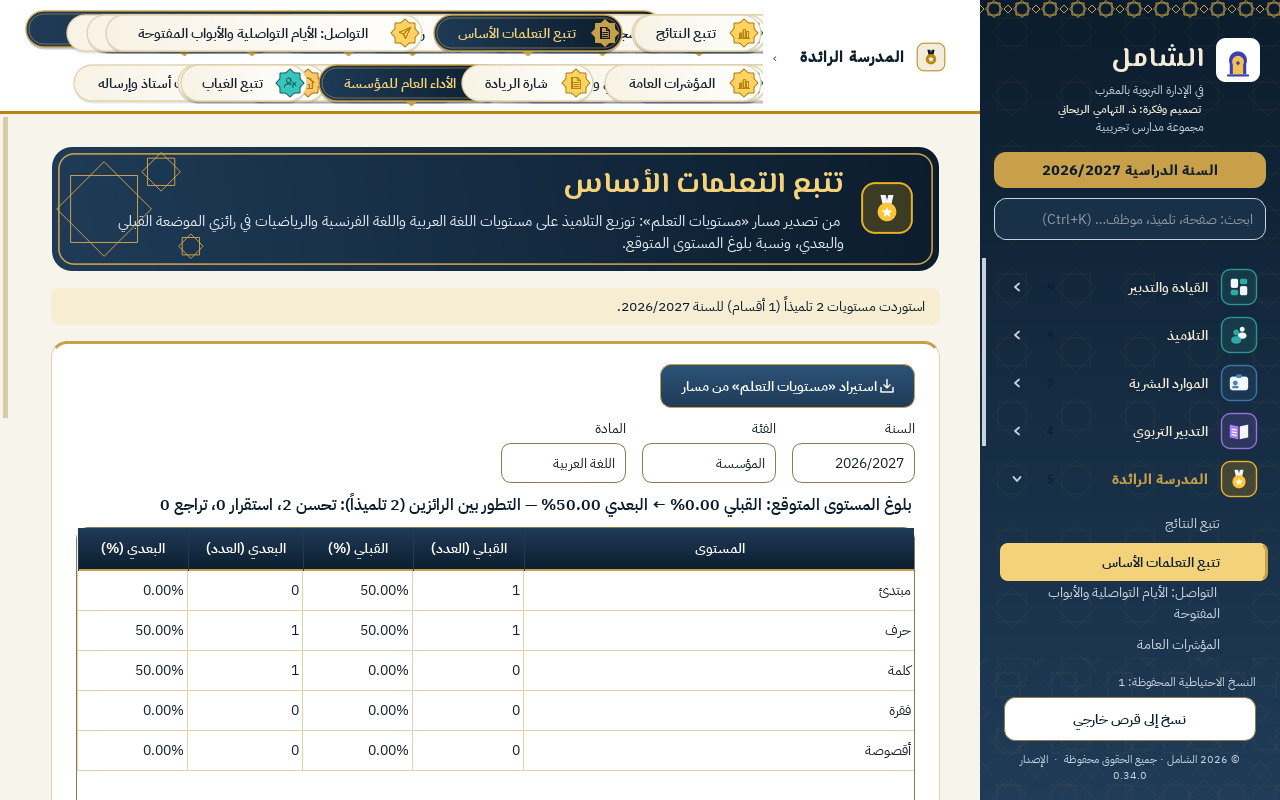 الشامل
في الإدارة التربوية بالمغرب
تصميم وفكرة: ذ. التهامي الريحاني
مجموعة مدارس تجريبية
السنة الدراسية 2026/2027
ابحث: صفحة، تلميذ، موظف... (Ctrl+K)
القيادة والتدبير
التلاميذ 9
الموارد البشرية 7
التدبير التربوي 4
المدرسة الرائدة 5
تتبع النتائج
تتبع التعلمات الأساس
التواصل: الأيام التواصلية والأبواب
المفتوحة
المؤشرات العامة
النسخ الاحتياطية المحفوظة: 1
نسخ إلى قرص خارجي
© 2026 الشامل · جميع الحقوق محفوظة · الإصدار
0.34.0
المدرسة الرائدة ‹
تتبع النتائج
تتبع التعلمات الأساس
التواصل: الأيام التواصلية والأبواب المفتوحة
المؤشرات العامة
شارة الريادة
الأداء العام للمؤسسة
تتبع الغياب
أستاذ وإرساله
تتبع التعلمات الأساس
من تصدير مسار «مستويات التعلم»: توزيع التلاميذ على مستويات اللغة العربية واللغة الفرنسية والرياضيات في رائزي الموضعة القبلي
والبعدي، ونسبة بلوغ المستوى المتوقع.
استوردت مستويات 2 تلميذاً (1 أقسام) للسنة 2026/2027.
استيراد «مستويات التعلم» من مسار
السنة الفئة المادة
2026/2027 المؤسسة اللغة العربية
بلوغ المستوى المتوقع: القبلي 0.00% ← البعدي 50.00% — التطور بين الرائزين (2 تلميذاً): تحسن 2، استقرار 0، تراجع 0
المستوى القبلي (العدد) القبلي (%) البعدي (العدد) البعدي (%)
مبتدئ 1 50.00% 0 0.00%
حرف 1 50.00% 1 50.00%
كلمة 0 0.00% 1 50.00%
فقرة 0 0.00% 0 0.00%
أقصوصة 0 0.00% 0 0.00%